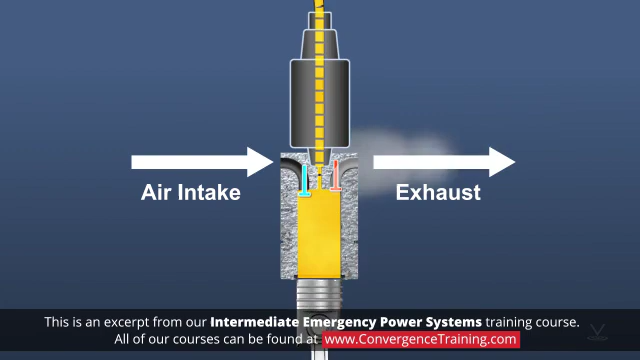 Air Intake
Exhaust
This is an excerpt from our Intermediate Emergency Power Systems training course.
All of our courses can be found at www.ConvergenceTraining.com